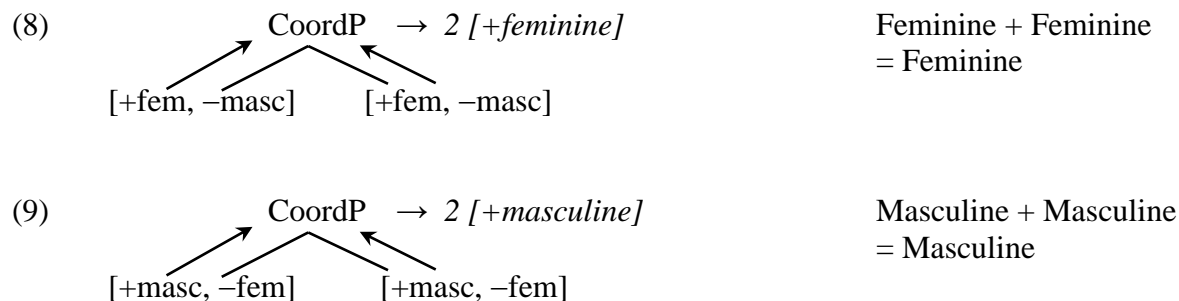 (8) CoordP → 2 [+feminine] Feminine + Feminine
= Feminine
[+fem, −masc] [+fem, −masc]
(9) CoordP → 2 [+masculine] Masculine + Masculine
= Masculine
[+masc, −fem] [+masc, −fem]